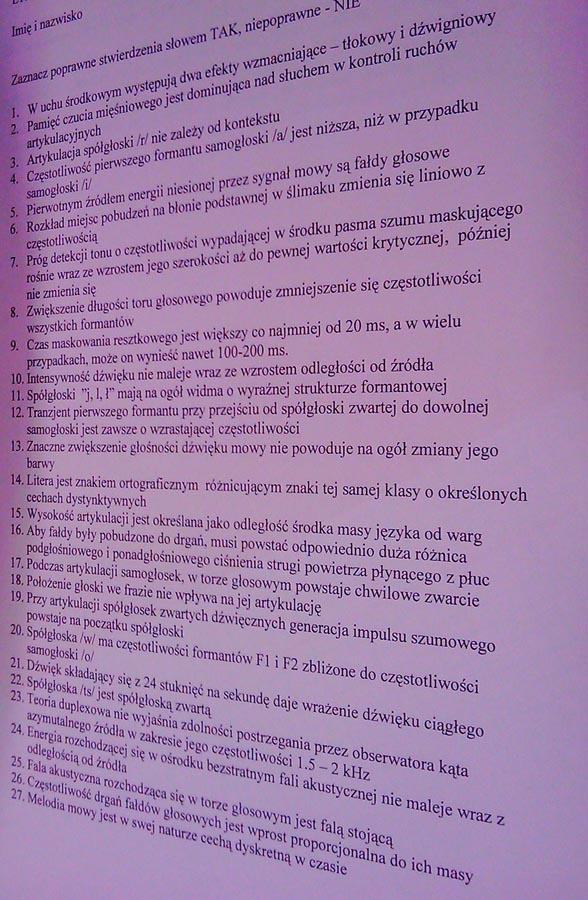 Imię i nazwisko
Zaznacz poprawne stwierdzenia słowem TAK, niepoprawne - NIE
1. W uchu środkowym występują dwa efekty wzmacniające – tłokowy i dźwigniowy
2. Pamięć czucia mięśniowego jest dominująca nad słuchem w kontroli ruchów
artykulacyjnych
3. Artykulacja spółgłoski /r/ nie zależy od kontekstu
4. Częstotliwość pierwszego formantu samogłoski /a/ jest niższa, niż w przypadku
samogłoski /i/
5. Pierwotnym źródłem energii niesionej przez sygnał mowy są fałdy głosowe
6. Rozkład miejsc pobudzeń na błonie podstawnej w ślimaku zmienia się liniowo z
częstotliwością
7. Próg detekcji tonu o częstotliwości wypadającej w środku pasma szumu maskującego
rośnie wraz ze wzrostem jego szerokości aż do pewnej wartości krytycznej, później
nie zmienia się
8. Zwiększenie długości toru głosowego powoduje zmniejszenie się częstotliwości
wszystkich formantów
9. Czas maskowania resztkowego jest większy co najmniej od 20 ms, a w wielu
przypadkach, może on wynieść nawet 100-200 ms.
10. Intensywność dźwięku nie maleje wraz ze wzrostem odległości od źródła
11. Spółgłoski "j, l, ł" mają na ogół widma o wyraźnej strukturze formantowej
12. Tranzjent pierwszego formantu przy przejściu od spółgłoski zwartej do dowolnej
samogłoski jest zawsze o wzrastającej częstotliwości
13. Znaczne zwiększenie głośności dźwięku mowy nie powoduje na ogół zmiany jego
barwy
14. Litera jest znakiem ortograficznym różnicującym znaki tej samej klasy o określonych
cechach dystynktywnych
15. Wysokość artykulacji jest określana jako odległość środka masy języka od warg
16. Aby fałdy były pobudzone do drgań, musi powstać odpowiednio duża różnica
podgłośniowego i ponadgłośniowego ciśnienia strugi powietrza płynącego z płuc
17. Podczas artykulacji samogłosek, w torze głosowym powstaje chwilowe zwarcie
18. Położenie głoski we frazie nie wpływa na jej artykulację
19. Przy artykulacji spółgłosek zwartych dźwięcznych generacja impulsu szumowego
powstaje na początku spółgłoski
20. Spółgłoska /w/ ma częstotliwości formantów F1 i F2 zbliżone do częstotliwości
samogłoski /o/
21. Dźwięk składający się z 24 stuknięć na sekundę daje wrażenie dźwięku ciągłego
22. Spółgłoska /ts/ jest spółgłoską zwartą
23. Teoria duplexowa nie wyjaśnia zdolności postrzegania przez obserwatora kąta
azymutalnego źródła w zakresie jego częstotliwości 1.5 – 2 kHz
24. Energia rozchodzącej się w ośrodku bezstratnym fali akustycznej nie maleje wraz z
odległością od źródła
25. Fala akustyczna rozchodząca się w torze głosowym jest falą stojącą
26. Częstotliwość drgań fałdów głosowych jest wprost proporcjonalna do ich masy
27. Melodia mowy jest w swej naturze cechą dyskretną w czasie